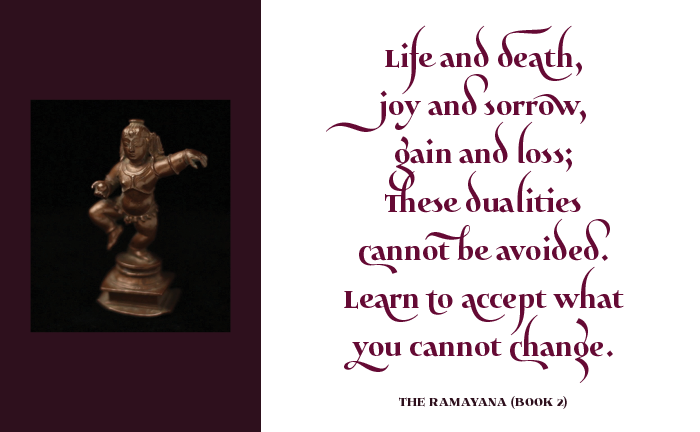 Life and death,
joy and sorrow,
gain and loss;
These dualities
cannot be avoided.
Learn to accept what
you cannot change.
THE RAMAYANA (BOOK 2)